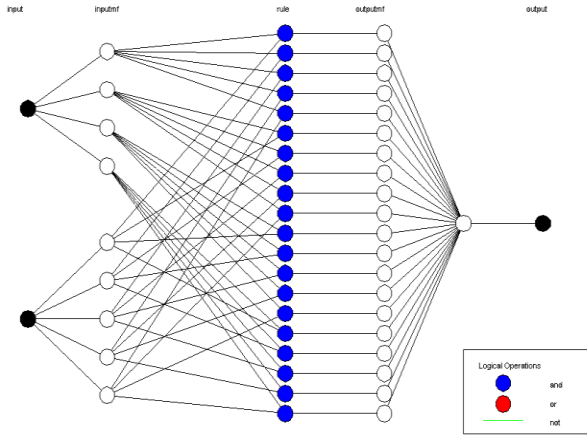 input inputmf rule outputmf output
Logical Operations
and
or
not